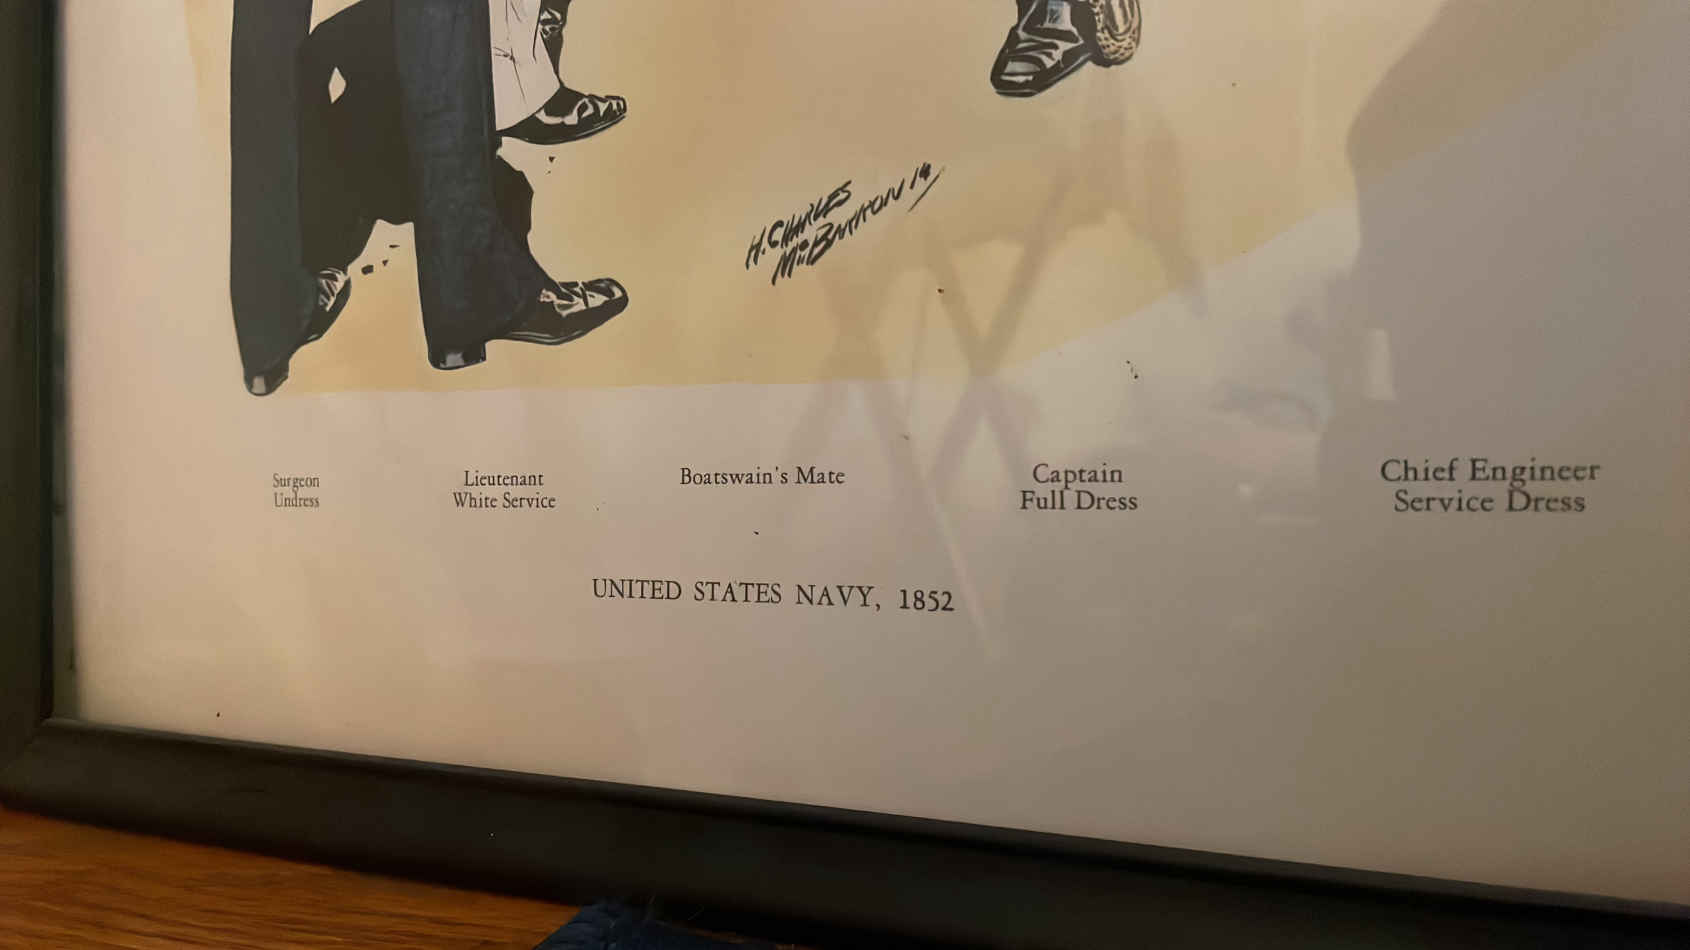 H. CHARLES
McBARRON 14
Surgeon
Undress
Lieutenant
White Service
Boatswain's Mate
Captain
Full Dress
Chief Engineer
Service Dress
UNITED STATES NAVY, 1852